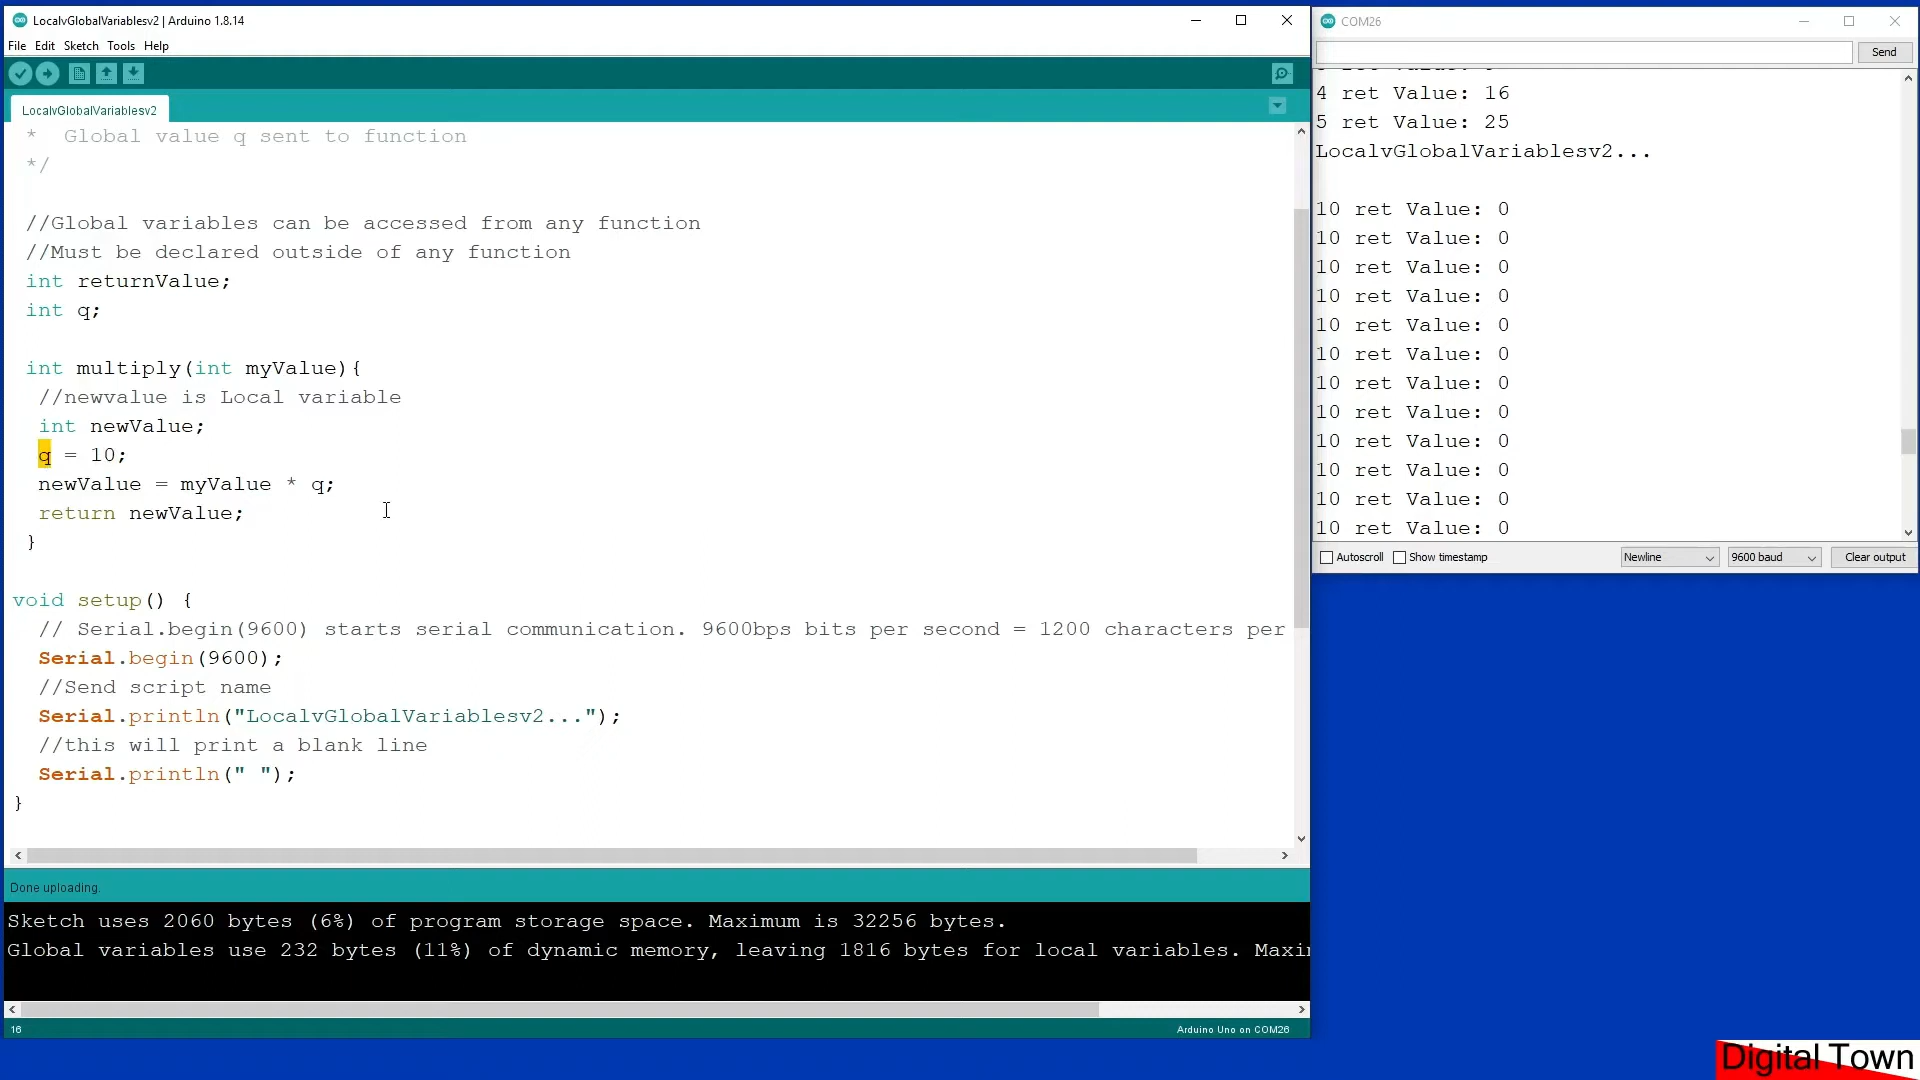 LocalvGlobalVariablesv2 | Arduino 1.8.14
File Edit Sketch Tools Help
LocalvGlobalVariablesv2
* Global value q sent to function
*/
//Global variables can be accessed from any function
//Must be declared outside of any function
int returnValue;
int q;
int multiply(int myValue){
//newvalue is Local variable
int newValue;
q = 10;
newValue = myValue * q;
return newValue;
}
void setup() {
// Serial.begin(9600) starts serial communication. 9600bps bits per second = 1200 characters per
Serial.begin(9600);
//Send script name
Serial.println("LocalvGlobalVariablesv2...");
//this will print a blank line
Serial.println(" ");
}
Done uploading.
Sketch uses 2060 bytes (6%) of program storage space. Maximum is 32256 bytes.
Global variables use 232 bytes (11%) of dynamic memory, leaving 1816 bytes for local variables.
16
Arduino Uno on COM26
COM26
Send
4 ret Value: 16
5 ret Value: 25
LocalvGlobalVariablesv2...
10 ret Value: 0
10 ret Value: 0
10 ret Value: 0
10 ret Value: 0
10 ret Value: 0
10 ret Value: 0
10 ret Value: 0
10 ret Value: 0
10 ret Value: 0
10 ret Value: 0
10 ret Value: 0
10 ret Value: 0
Autoscroll Show timestamp Newline 9600 baud Clear output
Digital Town